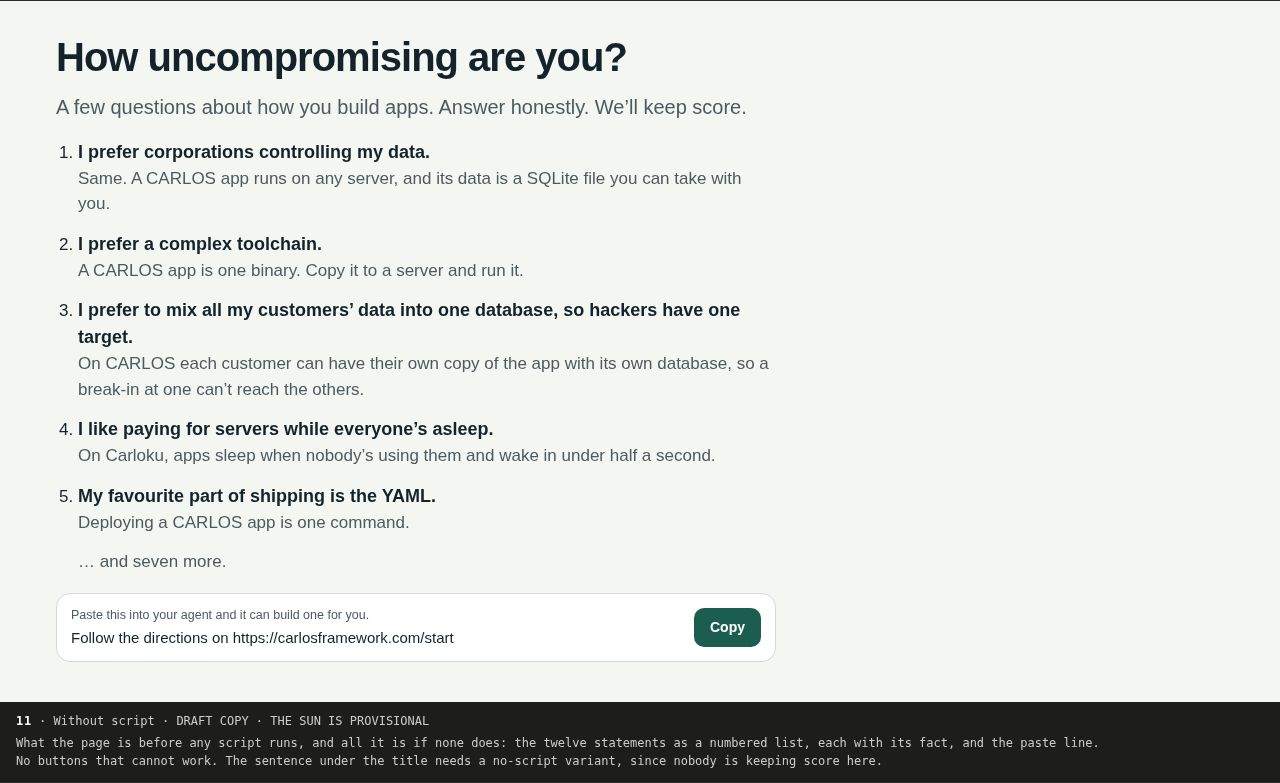 How uncompromising are you?
A few questions about how you build apps. Answer honestly. We’ll keep score.
1. I prefer corporations controlling my data.
Same. A CARLOS app runs on any server, and its data is a SQLite file you can take with
you.
2. I prefer a complex toolchain.
A CARLOS app is one binary. Copy it to a server and run it.
3. I prefer to mix all my customers’ data into one database, so hackers have one
target.
On CARLOS each customer can have their own copy of the app with its own database, so a
break-in at one can’t reach the others.
4. I like paying for servers while everyone’s asleep.
On Carloku, apps sleep when nobody’s using them and wake in under half a second.
5. My favourite part of shipping is the YAML.
Deploying a CARLOS app is one command.
… and seven more.
Paste this into your agent and it can build one for you.
Follow the directions on https://carlosframework.com/start
Copy
11 · Without script · DRAFT COPY · THE SUN IS PROVISIONAL
What the page is before any script runs, and all it is if none does: the twelve statements as a numbered list, each with its fact, and the paste line.
No buttons that cannot work. The sentence under the title needs a no-script variant, since nobody is keeping score here.